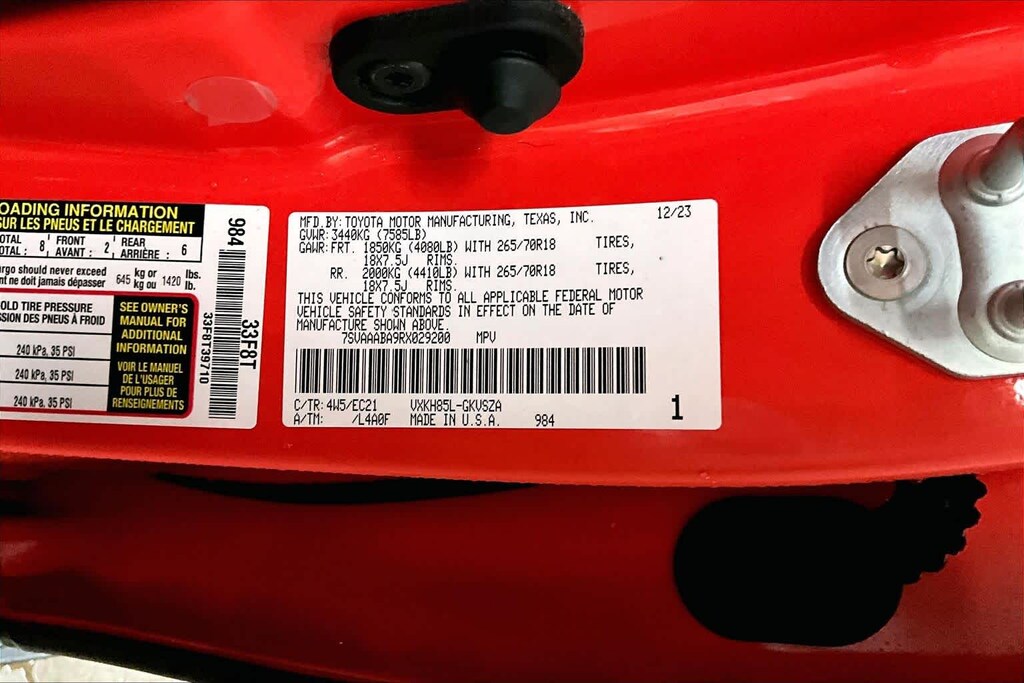 OADING INFORMATION
SUR LES PNEUS ET LE CHARGEMENT
OTAL : 8 FRONT AVANT : 2 REAR ARRIÈRE : 6
argo should never exceed
nt ne doit jamais dépasser 645 kg or kg ou 1420 lbs. lb.
OLD TIRE PRESSURE
SSION DES PNEUS À FROID
240 kPa, 35 PSI
240 kPa, 35 PSI
240 kPa, 35 PSI
SEE OWNER'S
MANUAL FOR
ADDITIONAL
INFORMATION
VOIR LE MANUEL
DE L'USAGER
POUR PLUS DE
RENSEIGNEMENTS
984
33F8T39710
33F8T
MFD.BY: TOYOTA MOTOR MANUFACTURING, TEXAS, INC. 12/23
GVWR: 3440KG (7585LB)
GAWR: FRT. 1850KG (4080LB) WITH 265/70R18 TIRES,
18X7.5J RIMS.
RR. 2000KG (4410LB) WITH 265/70R18 TIRES,
18X7.5J RIMS.
THIS VEHICLE CONFORMS TO ALL APPLICABLE FEDERAL MOTOR
VEHICLE SAFETY STANDARDS IN EFFECT ON THE DATE OF
MANUFACTURE SHOWN ABOVE.
7SVAAABA9RX029200 MPV
C/TR: 4W5/EC21 VXKH85L-GKVSZA
A/TM: /L4A0F MADE IN U.S.A. 984
1